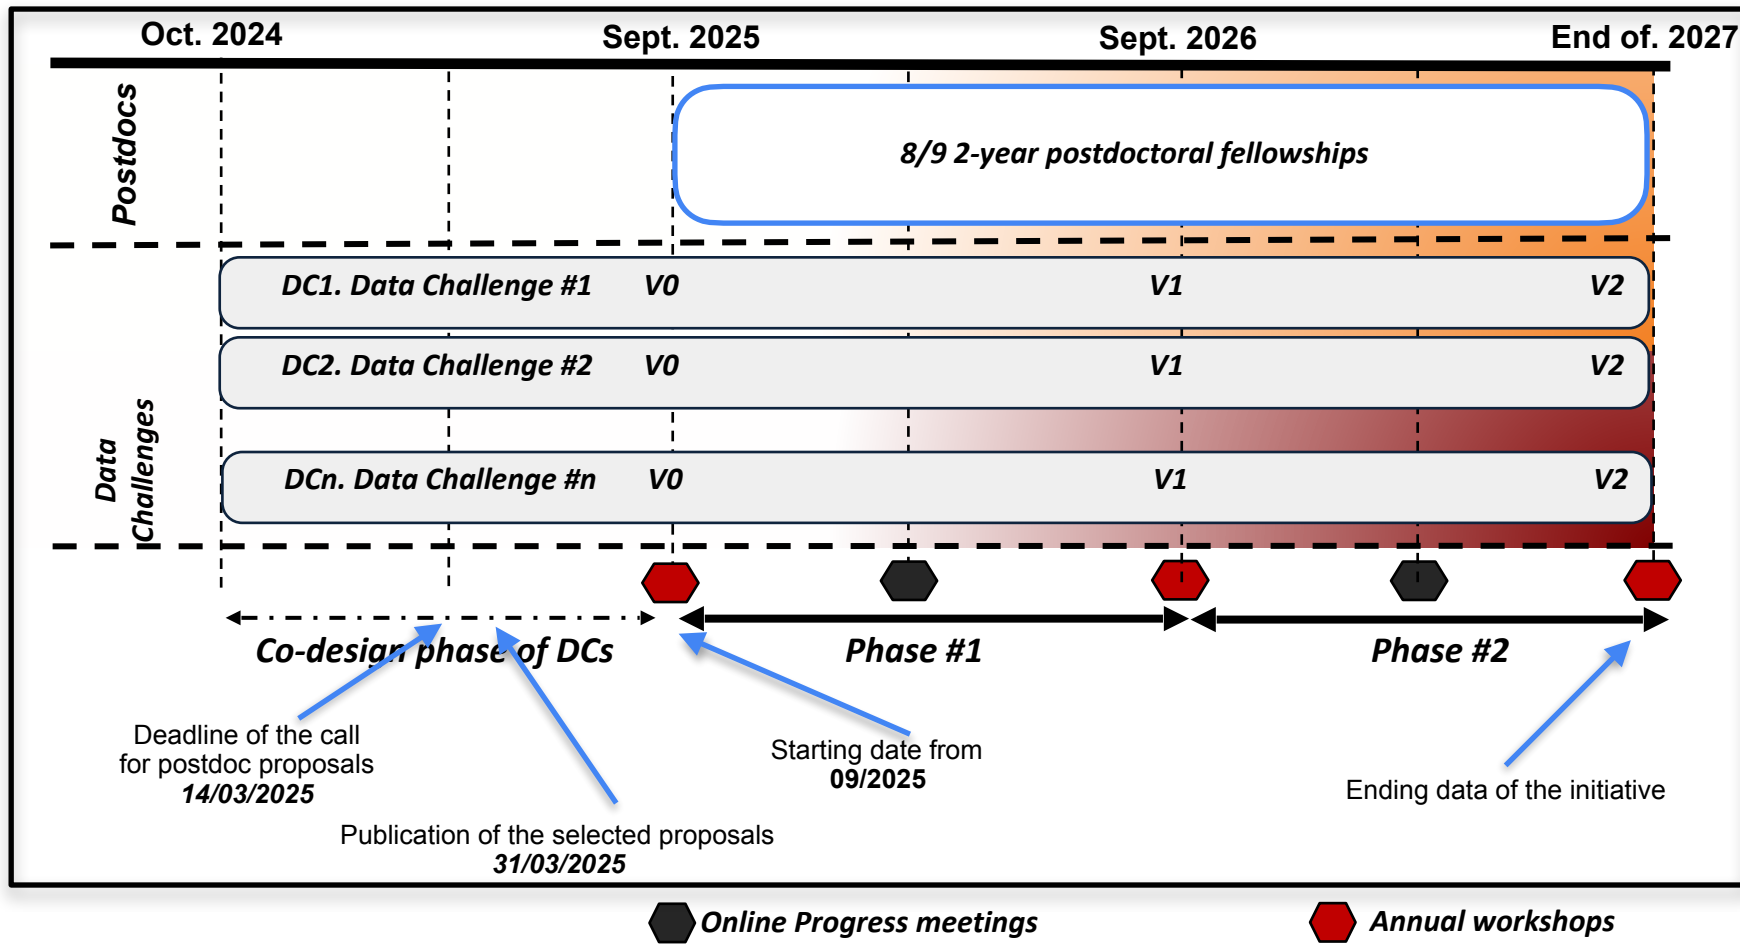 Oct. 2024
Sept. 2025
Sept. 2026
End of. 2027
Postdocs
8/9 2-year postdoctoral fellowships
Data
Challenges
DC1. Data Challenge #1 V0 V1 V2
DC2. Data Challenge #2 V0 V1 V2
DCn. Data Challenge #n V0 V1 V2
Co-design phase of DCs
Phase #1
Phase #2
Deadline of the call
for postdoc proposals
14/03/2025
Publication of the selected proposals
31/03/2025
Starting date from
09/2025
Ending data of the initiative
Online Progress meetings
Annual workshops